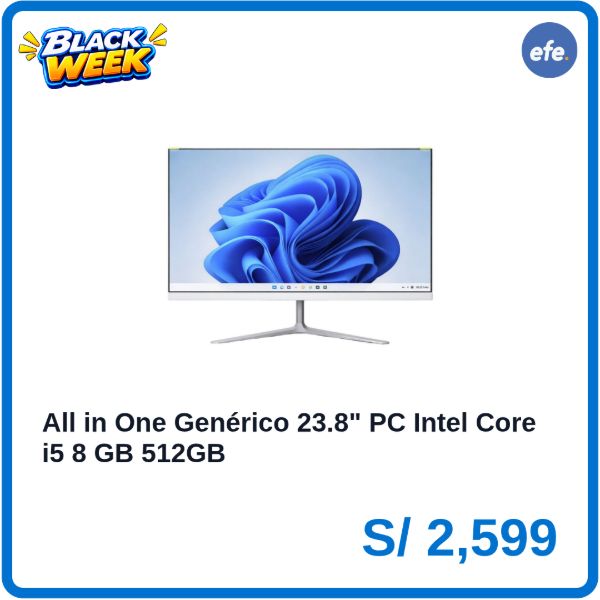 BLACK
WEEK
efe.
All in One Genérico 23.8" PC Intel Core
i5 8 GB 512GB
S/ 2,599